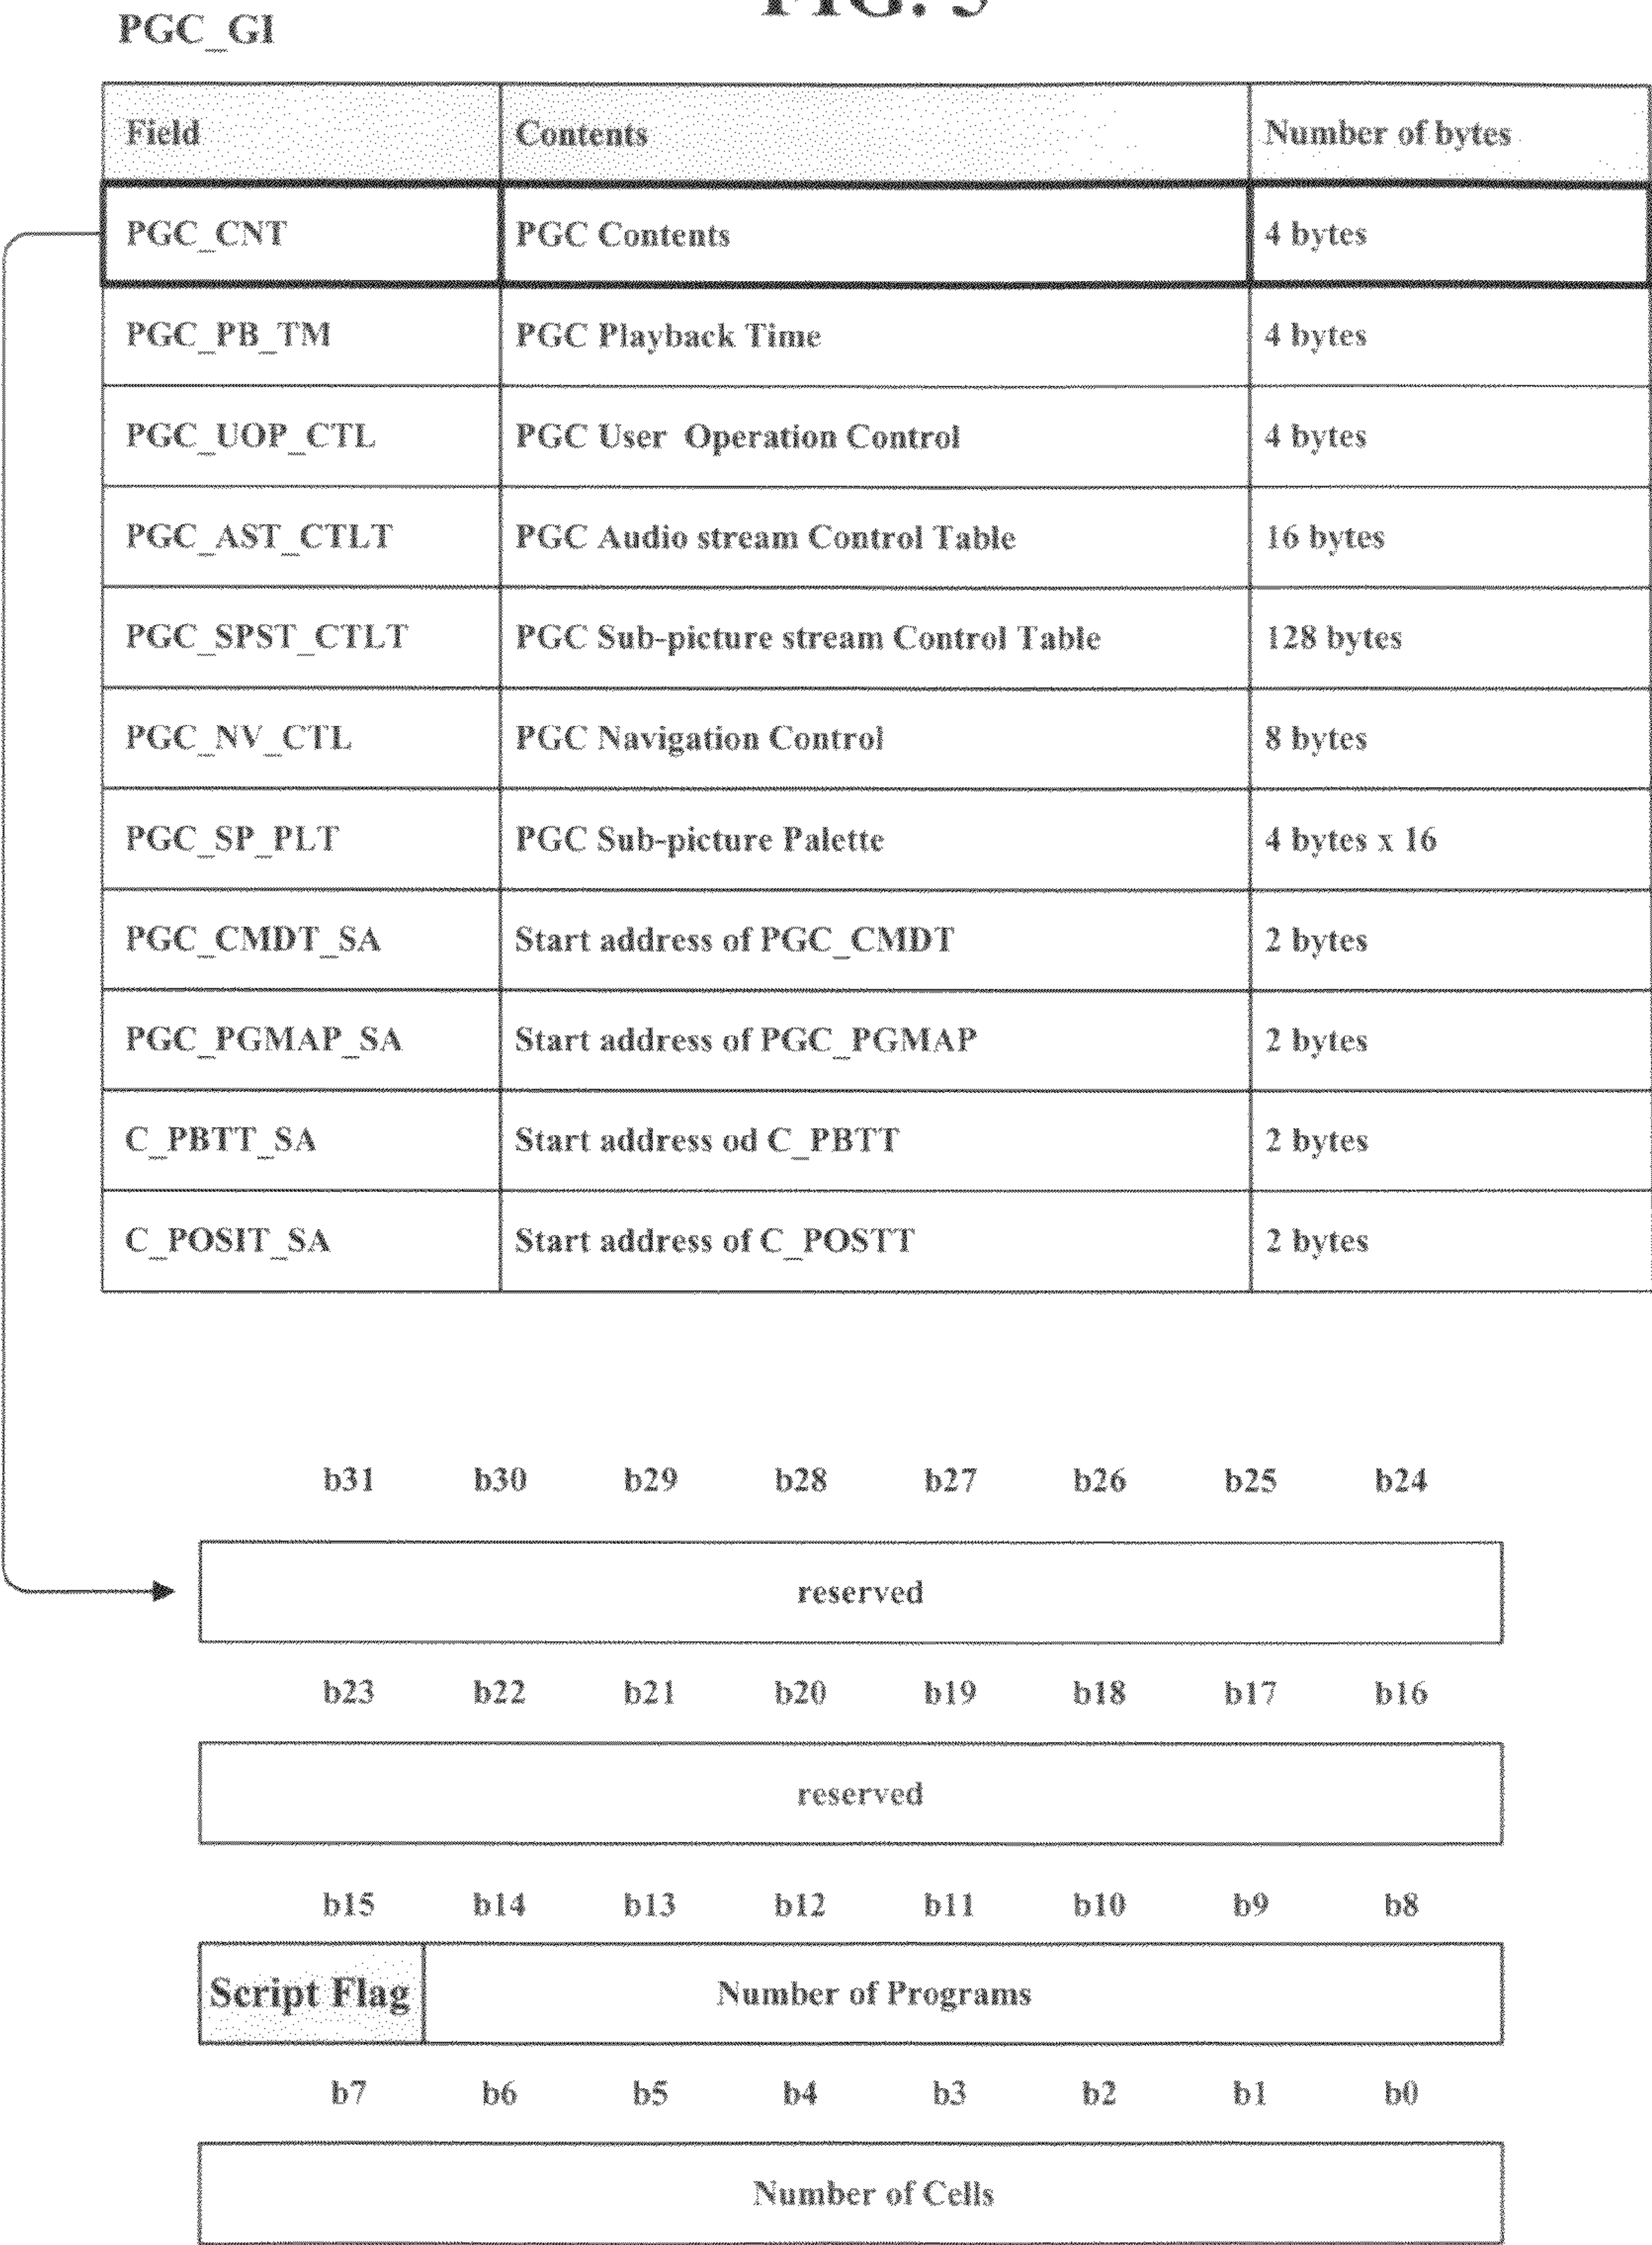 FIG. 5
PGC_GI
Field Contents Number of bytes
PGC_CNT PGC Contents 4 bytes
PGC_PB_TM PGC Playback Time 4 bytes
PGC_UOP_CTL PGC User Operation Control 4 bytes
PGC_AST_CTLT PGC Audio stream Control Table 16 bytes
PGC_SPST_CTLT PGC Sub-picture stream Control Table 128 bytes
PGC_NV_CTL PGC Navigation Control 8 bytes
PGC_SP_PLT PGC Sub-picture Palette 4 bytes x 16
PGC_CMDT_SA Start address of PGC_CMDT 2 bytes
PGC_PGMAP_SA Start address of PGC_PGMAP 2 bytes
C_PBTT_SA Start address od C_PBTT 2 bytes
C_POSIT_SA Start address of C_POSTT 2 bytes
b31 b30 b29 b28 b27 b26 b25 b24
reserved
b23 b22 b21 b20 b19 b18 b17 b16
reserved
b15 b14 b13 b12 b11 b10 b9 b8
Script Flag Number of Programs
b7 b6 b5 b4 b3 b2 b1 b0
Number of Cells